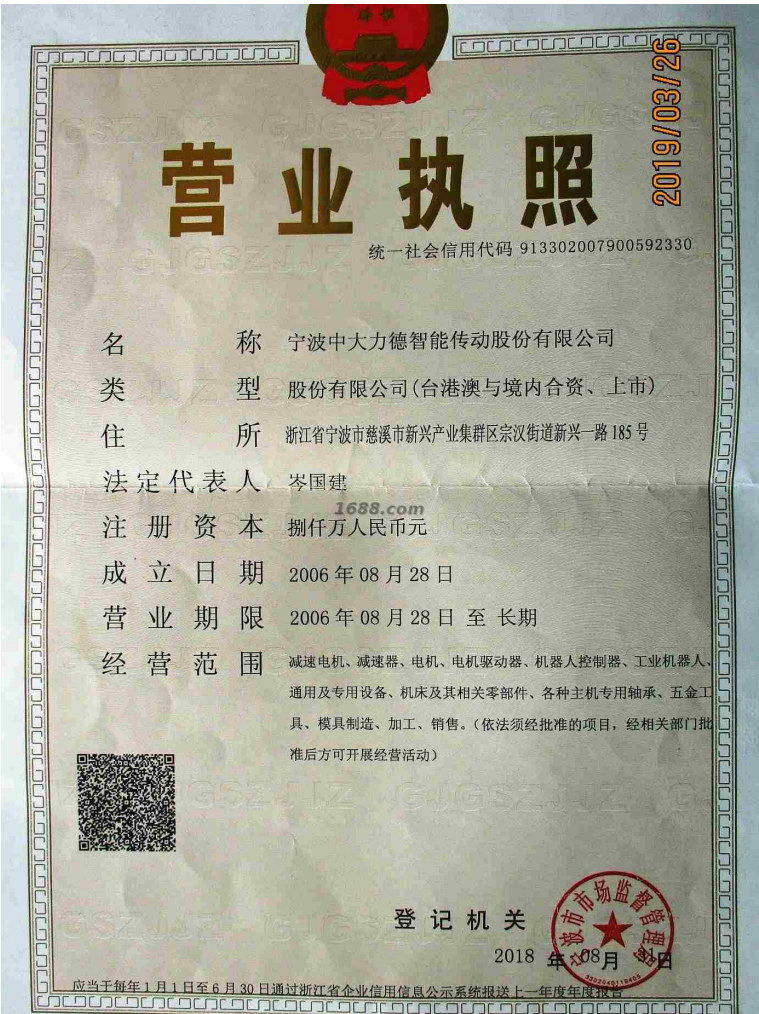 2019/03/26
营业执照
统一社会信用代码 913302007900592330
名称 宁波中大力德智能传动股份有限公司
类型 股份有限公司(台港澳与境内合资、上市)
住所 浙江省宁波市慈溪市新兴产业集群区宗汉街道新兴一路185号
法定代表人 岑国建
1688.com
注册资本 捌仟万人民币元
成立日期 2006年08月28日
营业期限 2006年08月28日 至 长期
经营范围 减速电机、减速器、电机、电机驱动器、机器人控制器、工业机器人、
通用及专用设备、机床及其相关零部件、各种主机专用轴承、五金工
具、模具制造、加工、销售。(依法须经批准的项目，经相关部门批
准后方可开展经营活动)
登记机关
宁波市市场监督管理局
2018 年 08 月 日
应当于每年1月1日至6月30日通过浙江省企业信用信息公示系统报送上一年度年度报告